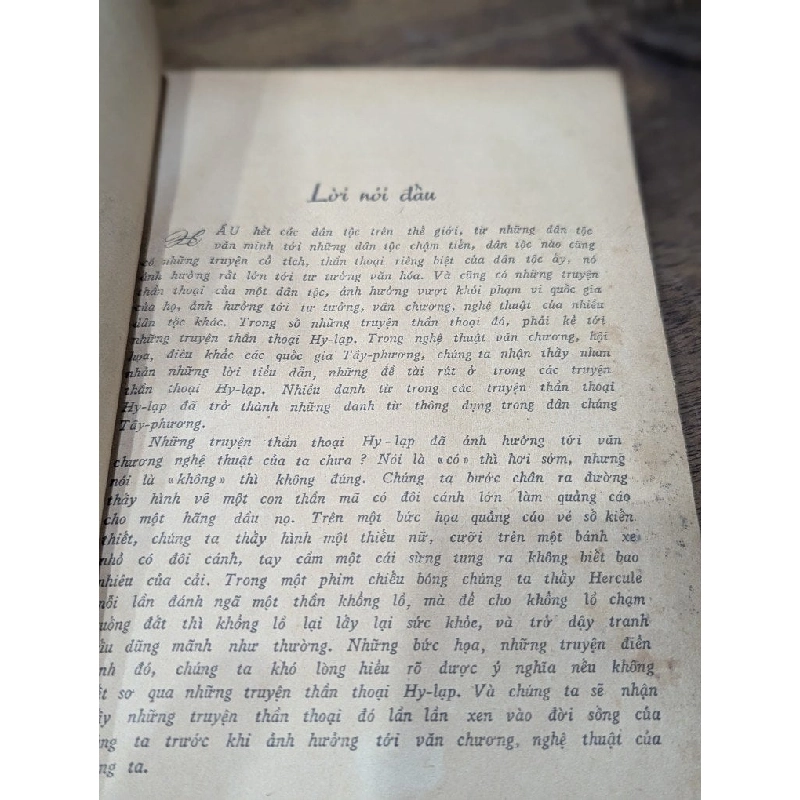 Lời nói đầu
HẦU hết các dân tộc trên thế giới, từ những dân tộc
văn minh tới những dân tộc chậm tiến, dân tộc nào cũng
có những truyện cổ tích, thần thoại riêng biệt của dân tộc ấy, nó
ảnh hưởng rất lớn tới tư tưởng văn hóa. Và cũng có những truyện
thần thoại của một dân tộc, ảnh hưởng vượt khỏi phạm vi quốc gia
của họ, ảnh hưởng tới tư tưởng, văn chương, nghệ thuật của nhiều
dân tộc khác. Trong số những truyện thần thoại đó, phải kể tới
những truyện thần thoại Hy-lạp. Trong nghệ thuật văn chương, hội
họa, điêu khắc các quốc gia Tây-phương, chúng ta nhận thấy nhan
nhản những lời tiêu dẫn, những đề tài rất ở trong các truyện
thần thoại Hy-lạp. Nhiều danh từ trong các truyện thần thoại
Hy-lạp đã trở thành những danh từ thông dụng trong dân chúng
Tây-phương.
Những truyện thần thoại Hy-lạp đã ảnh hưởng tới văn
chương nghệ thuật của ta chưa ? Nói là «có» thì hơi sớm, nhưng
nói là «không» thì không đúng. Chúng ta bước chân ra đường
thấy hình vẽ một con thần mã có đôi cánh lớn làm quảng cáo
cho một hãng dầu nọ. Trên một bức họa quảng cáo vé số kiến
thiết, chúng ta thấy hình một thiếu nữ, cưỡi trên một bánh xe
nhỏ có đôi cánh, tay cầm một cái sừng tung ra không biết bao
nhiêu của cải. Trong một phim chiếu bóng chúng ta thấy Hercule
mỗi lần đánh ngã một thần khổng lồ, mà để cho khổng lồ chạm
uồng đất thì khổng lồ lại lấy lại sức khỏe, và trở dậy tranh
ấu dũng mãnh như thường. Những bức họa, những truyện điển
nh đó, chúng ta khó lòng hiểu rõ được ý nghĩa nếu không
ết sơ qua những truyện thần thoại Hy-lạp. Và chúng ta sẽ nhận
ấy những truyện thần thoại đó lần lần xen vào đời sống của
ng ta trước khi ảnh hưởng tới văn chương, nghệ thuật của
ng ta.